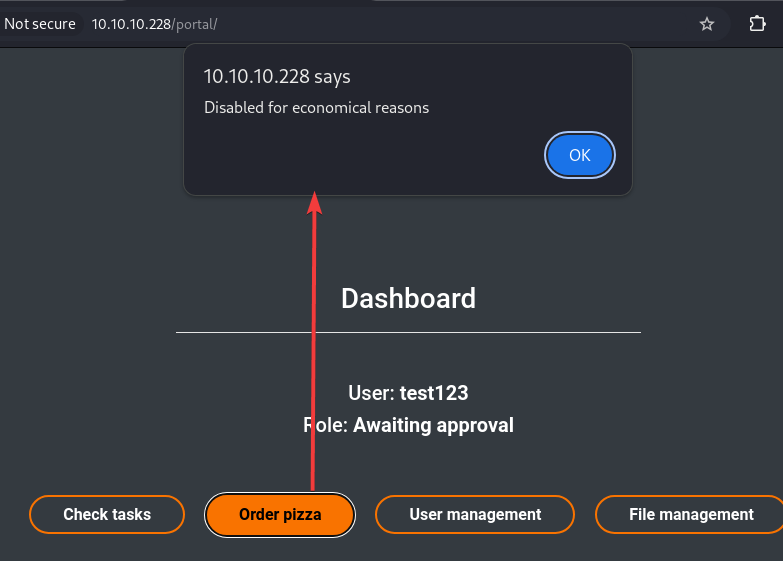 Not secure 10.10.10.228/portal/
10.10.10.228 says
Disabled for economical reasons
OK
Dashboard
User: test123
Role: Awaiting approval
Check tasks Order pizza User management File management